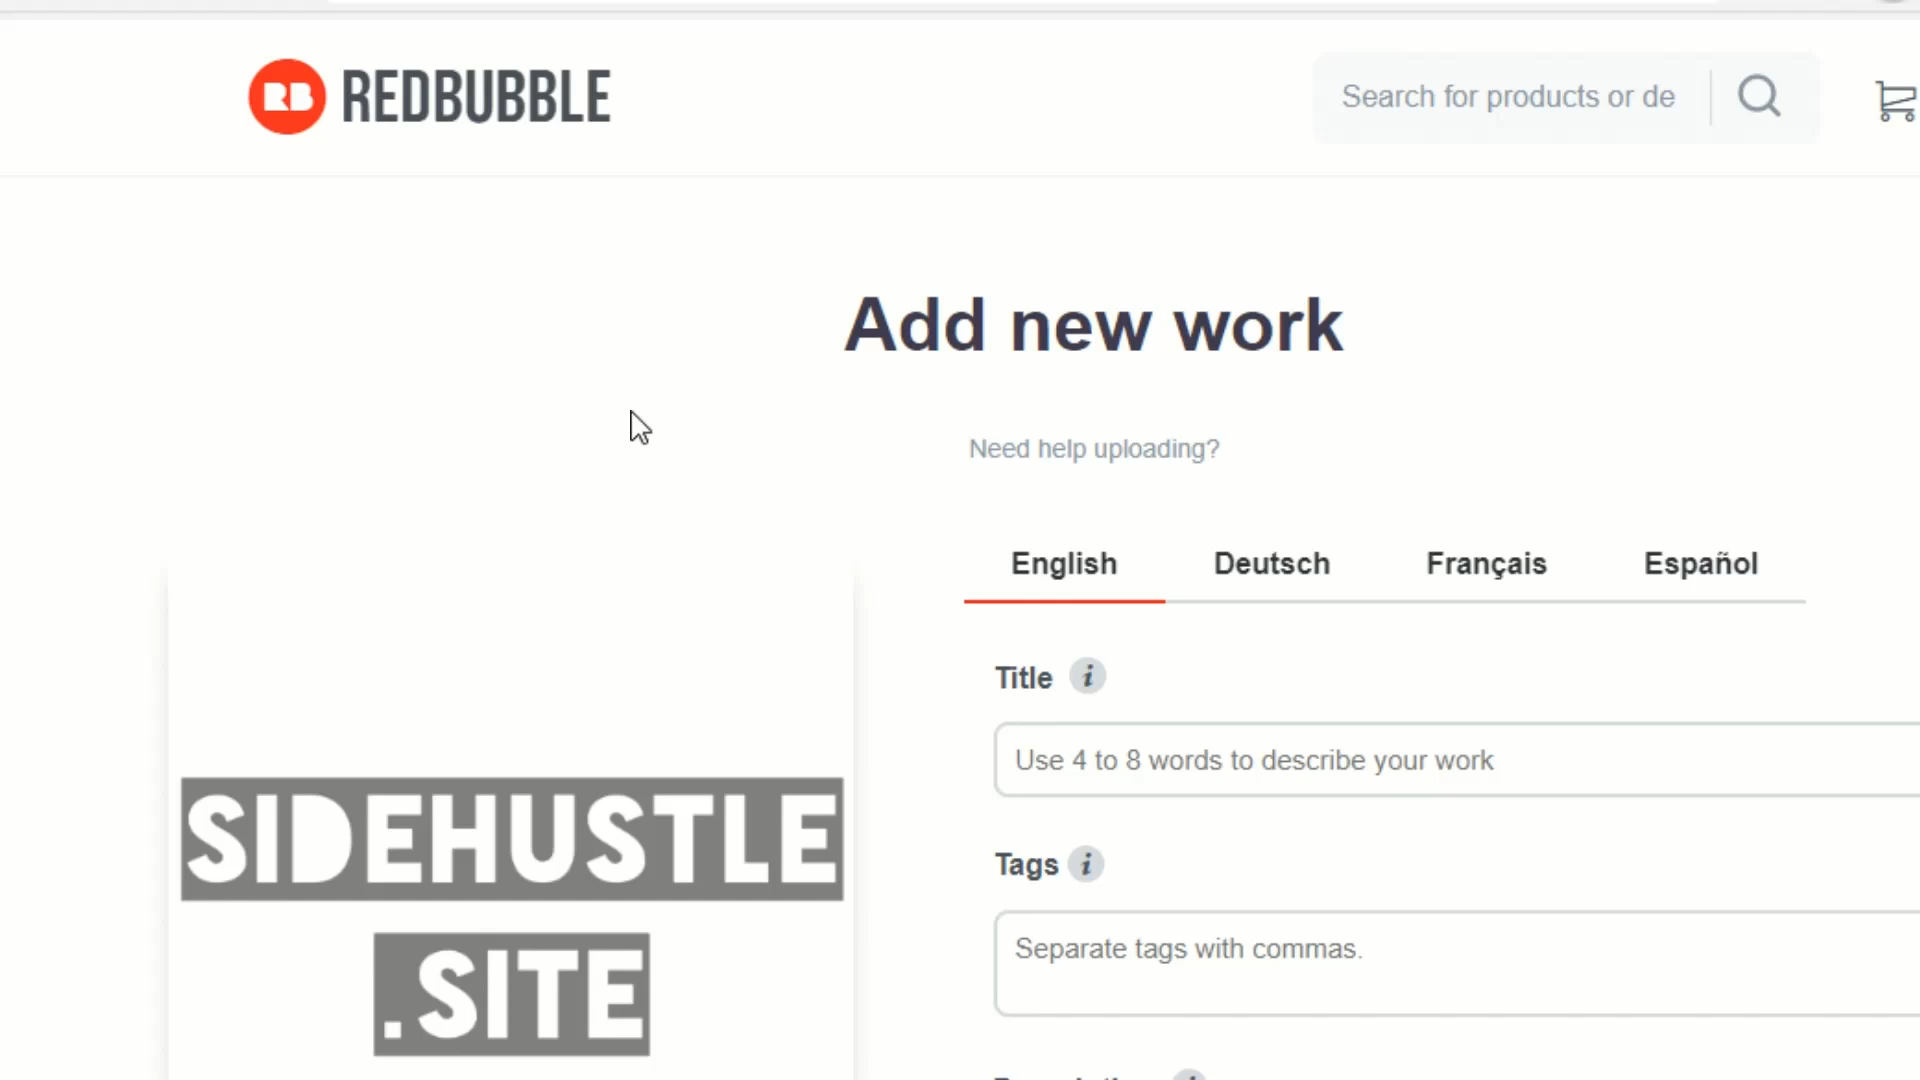 RB REDBUBBLE
Search for products or de
Add new work
Need help uploading?
English Deutsch Français Español
Title i
Use 4 to 8 words to describe your work
Tags i
Separate tags with commas.
SIDEHUSTLE
.SITE